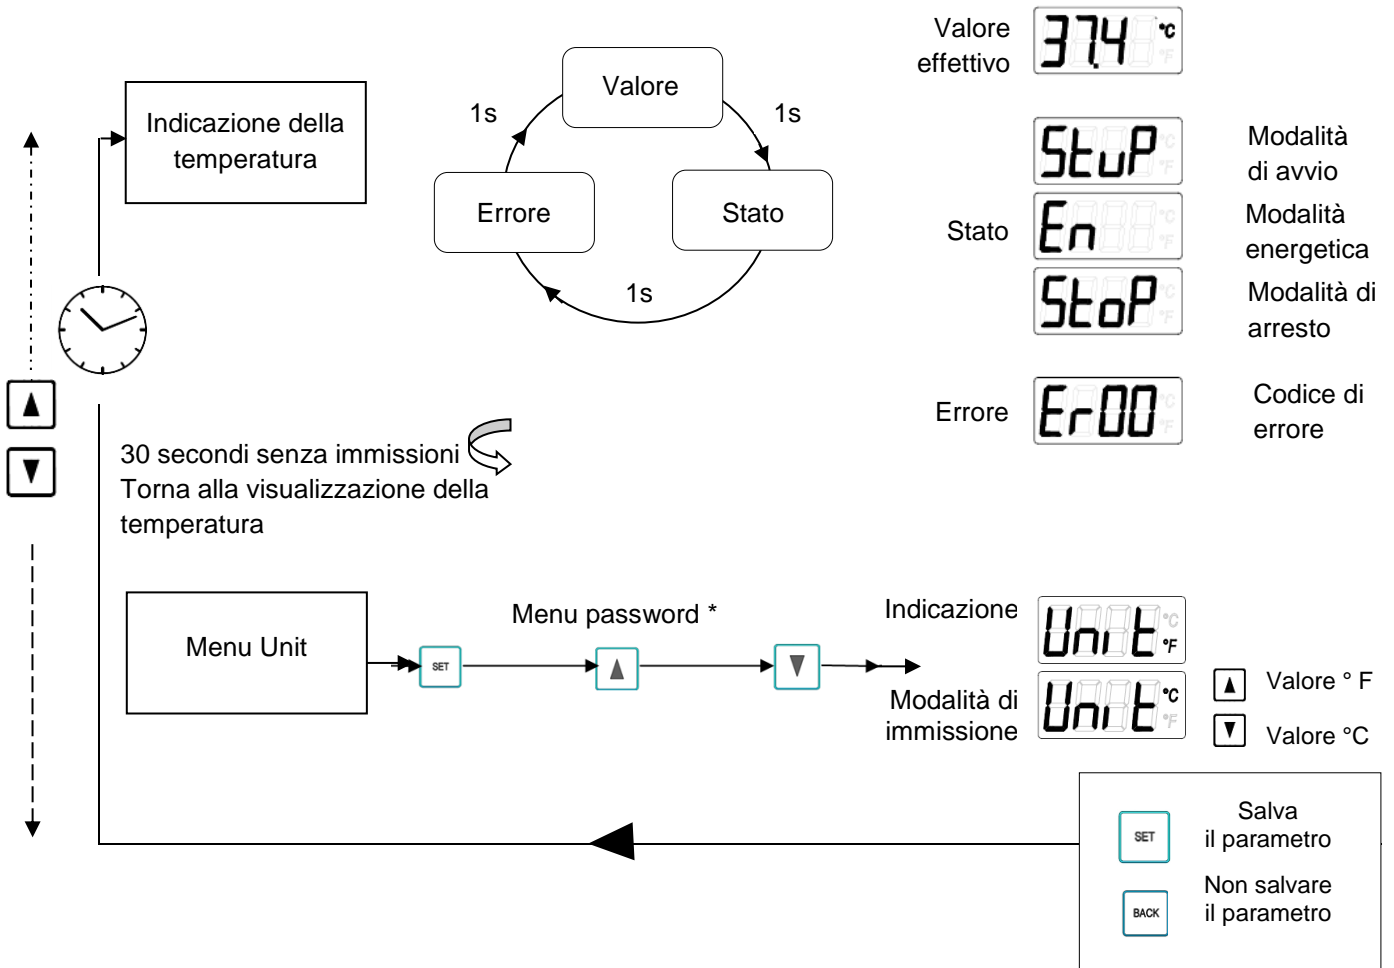 Indicazione della
temperatura
Valore
1s
1s
Errore
Stato
1s
Valore
effettivo
37.4 °C
°F
StuP °C
°F
Modalità
di avvio
Stato
En °C
°F
Modalità
energetica
StoP °C
°F
Modalità di
arresto
Errore
Er00 °C
°F
Codice di
errore
30 secondi senza immissioni
Torna alla visualizzazione della
temperatura
Menu Unit
SET
Menu password *
Indicazione
Unit °C
°F
Modalità di
immissione
Unit °C
°F
Valore ° F
Valore °C
SET
Salva
il parametro
BACK
Non salvare
il parametro